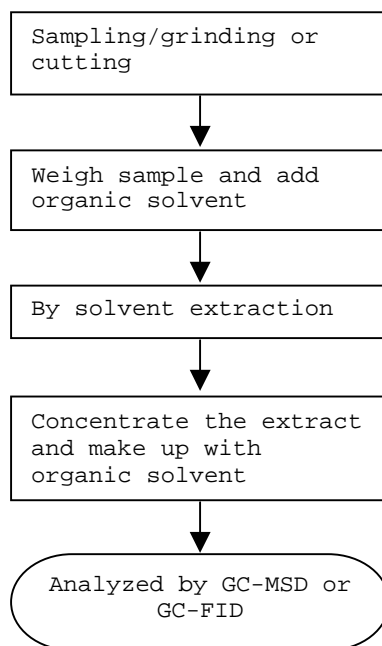 Sampling/grinding or
cutting
Weigh sample and add
organic solvent
By solvent extraction
Concentrate the extract
and make up with
organic solvent
Analyzed by GC-MSD or
GC-FID